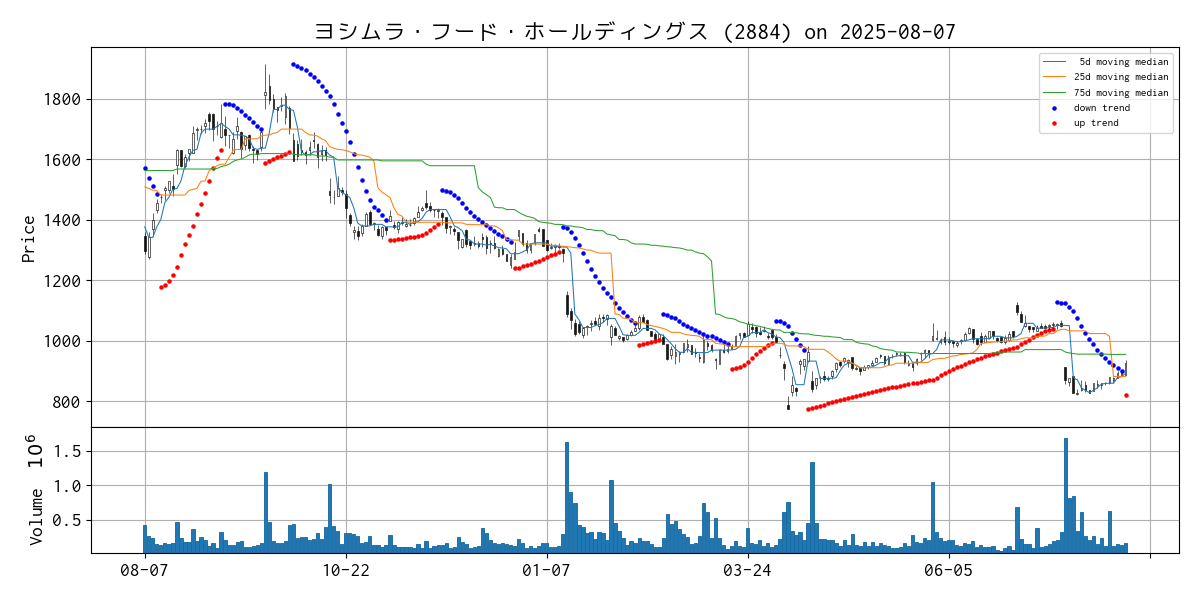 ヨシムラ・フード・ホールディングス (2884) on 2025-08-07
5d moving median
25d moving median
75d moving median
down trend
up trend
Price
1800
1600
1400
1200
1000
800
Volume 10^6
1.5
1.0
0.5
08-07
10-22
01-07
03-24
06-05